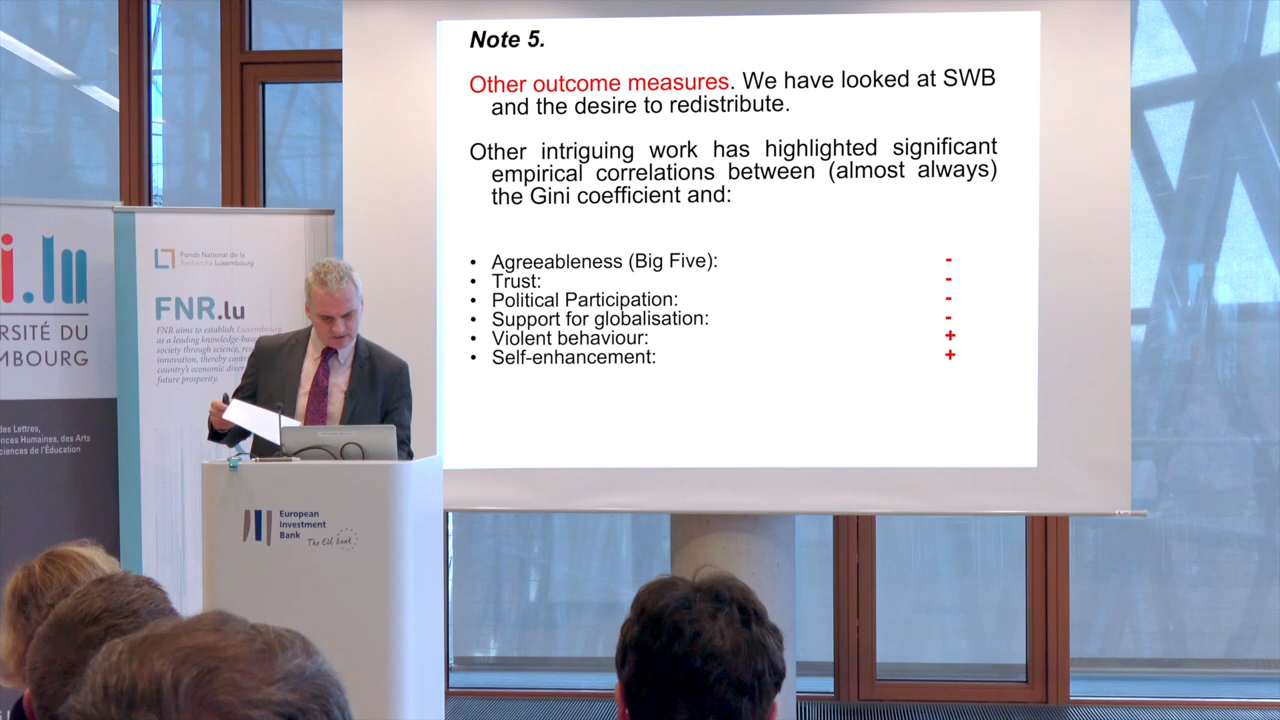 Note 5.
Other outcome measures. We have looked at SWB
and the desire to redistribute.
Other intriguing work has highlighted significant
empirical correlations between (almost always)
the Gini coefficient and:
• Agreeableness (Big Five): -
• Trust: -
• Political Participation: -
• Support for globalisation: -
• Violent behaviour: +
• Self-enhancement: +
i.lu
RSITÉ DU
MBOURG
des Lettres,
ences Humaines, des Arts
ciences de l'Éducation
Fonds National de la
Recherche Luxembourg
FNR.lu
FNR aims to establish Luxembourg
as a leading knowledge-bas
society through science, res
innovation, thereby contr
country's economic diver
future prosperity.
European
Investment
Bank
The EU bank